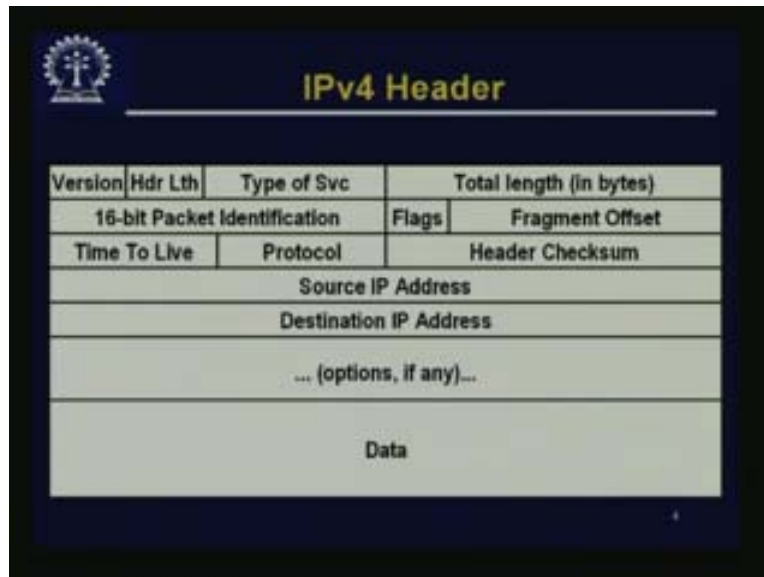 IPv4 Header
Version Hdr Lth Type of Svc Total length (in bytes)
16-bit Packet Identification Flags Fragment Offset
Time To Live Protocol Header Checksum
Source IP Address
Destination IP Address
... (options, if any)...
Data